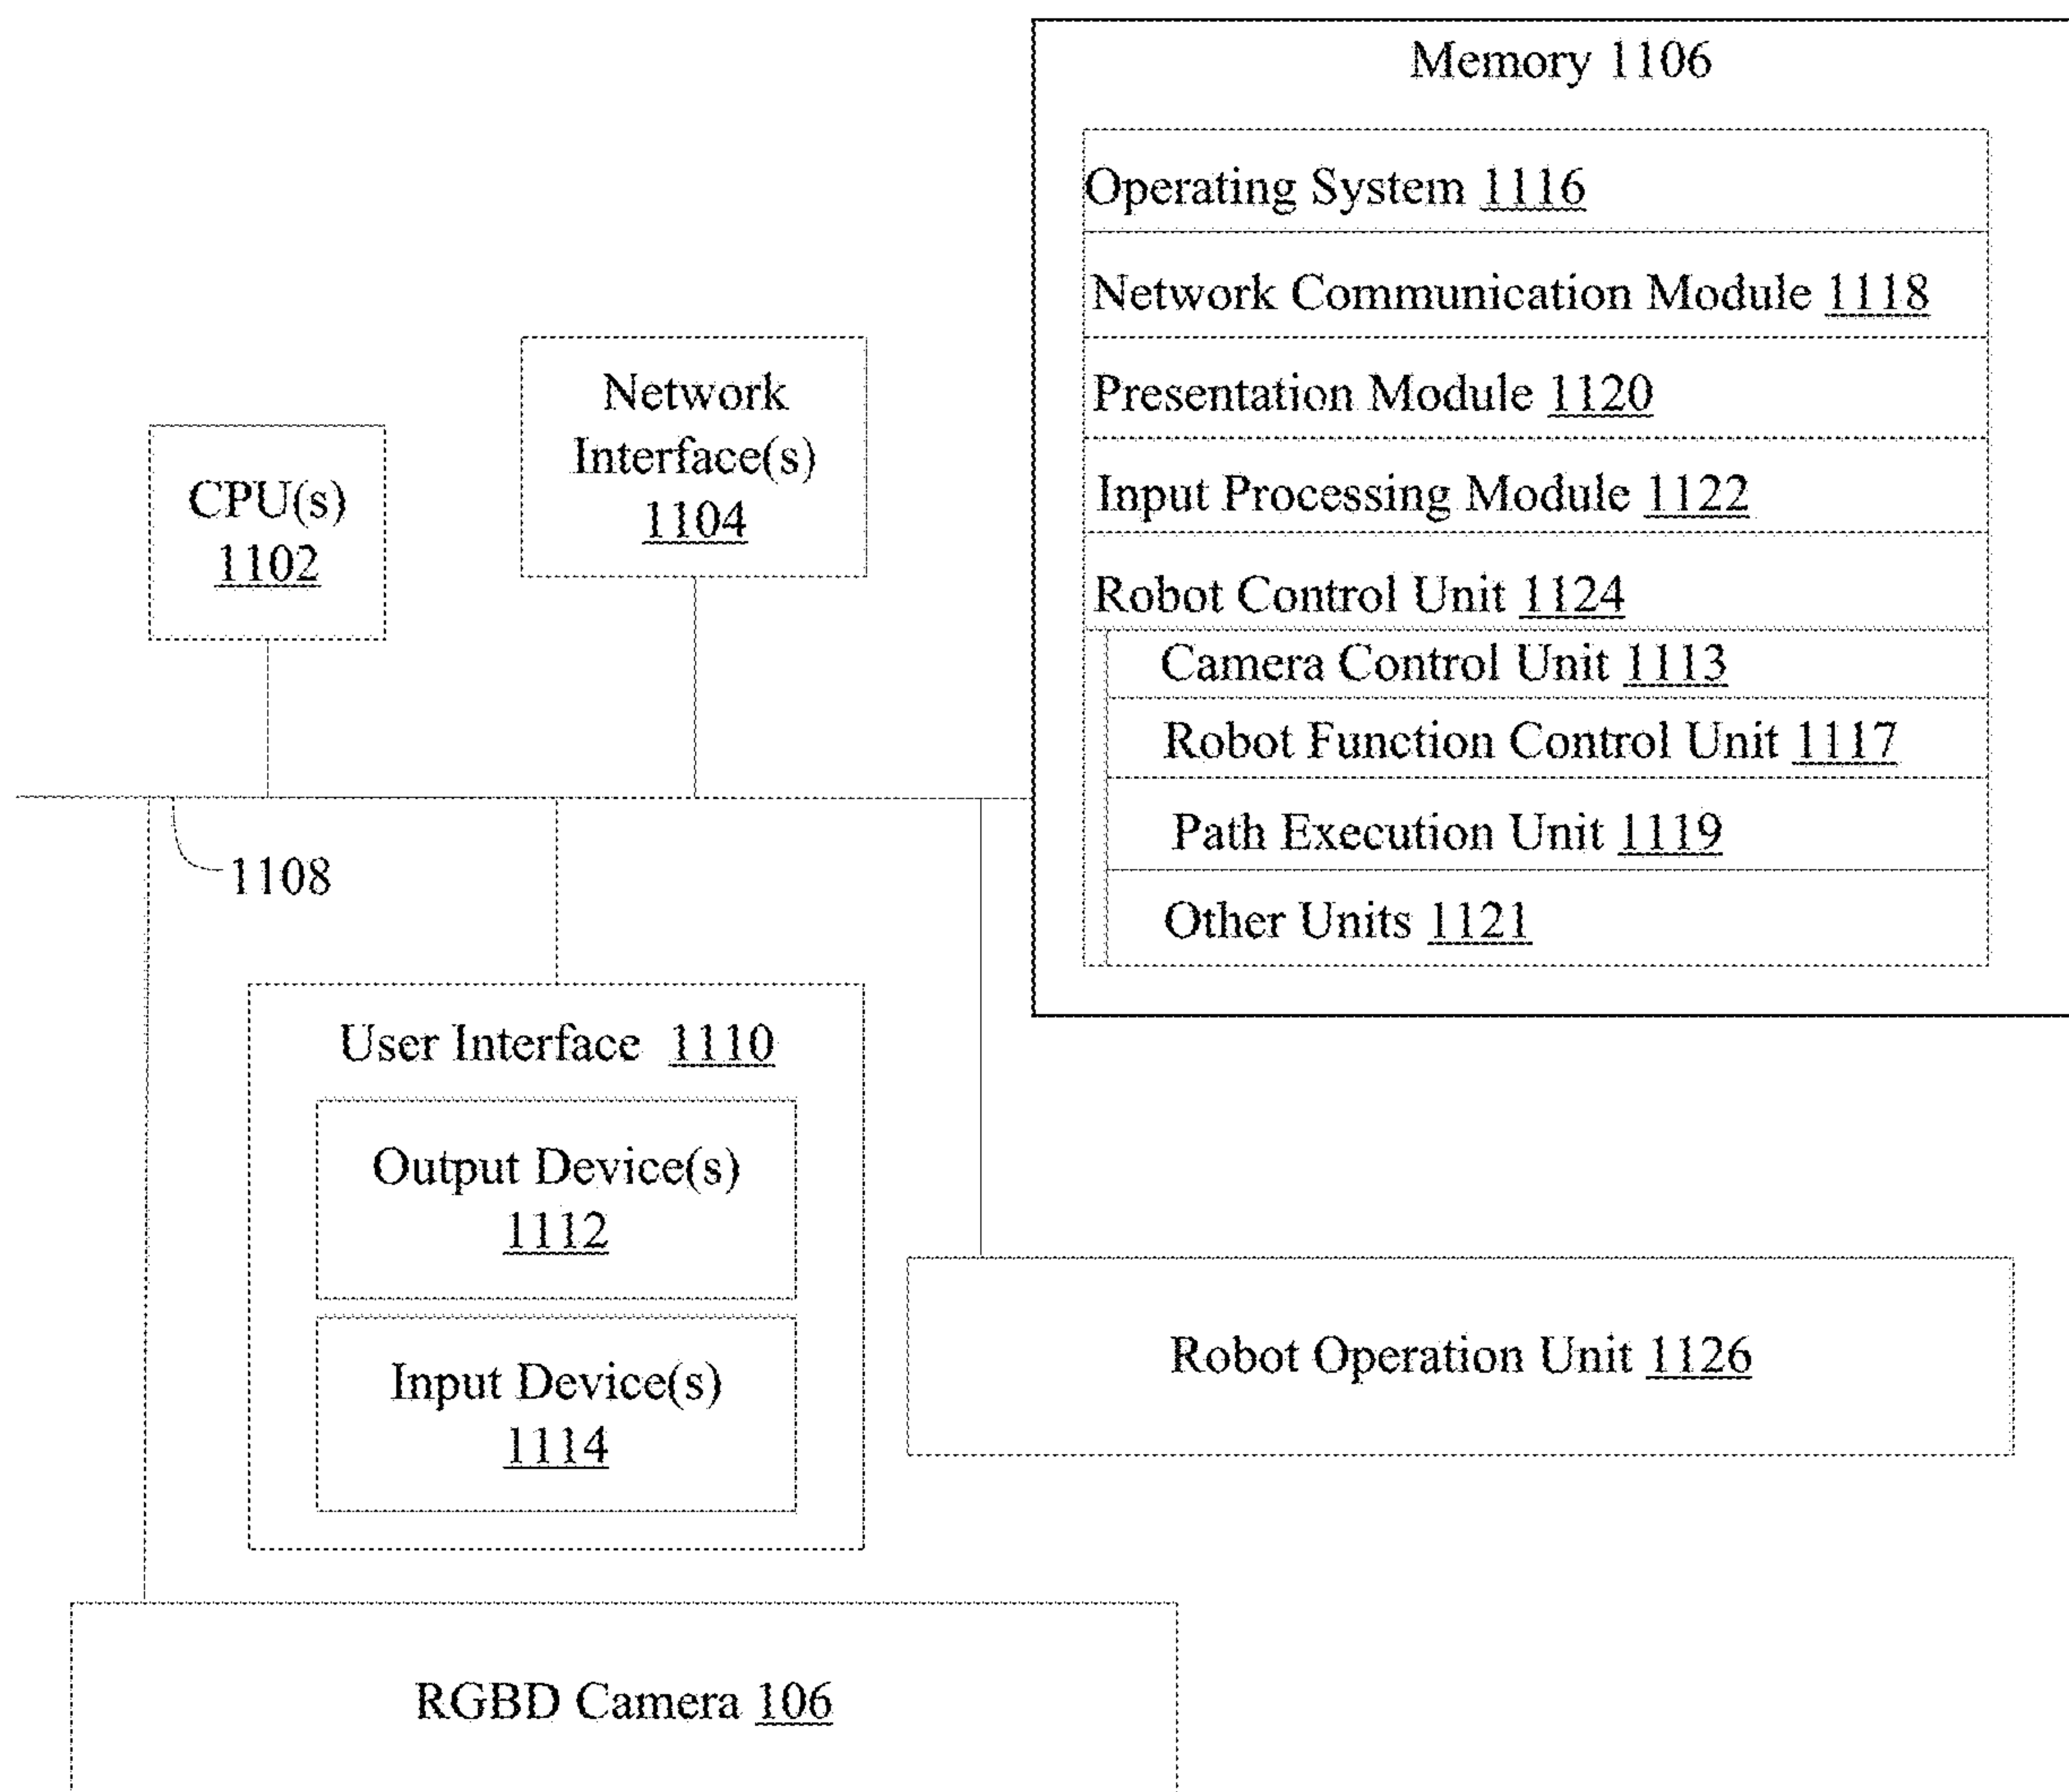 Memory 1106
Operating System 1116
Network Communication Module 1118
Presentation Module 1120
Input Processing Module 1122
Robot Control Unit 1124
Camera Control Unit 1113
Robot Function Control Unit 1117
Path Execution Unit 1119
Other Units 1121
Network
Interface(s)
1104
CPU(s)
1102
1108
User Interface 1110
Output Device(s)
1112
Input Device(s)
1114
Robot Operation Unit 1126
RGBD Camera 106